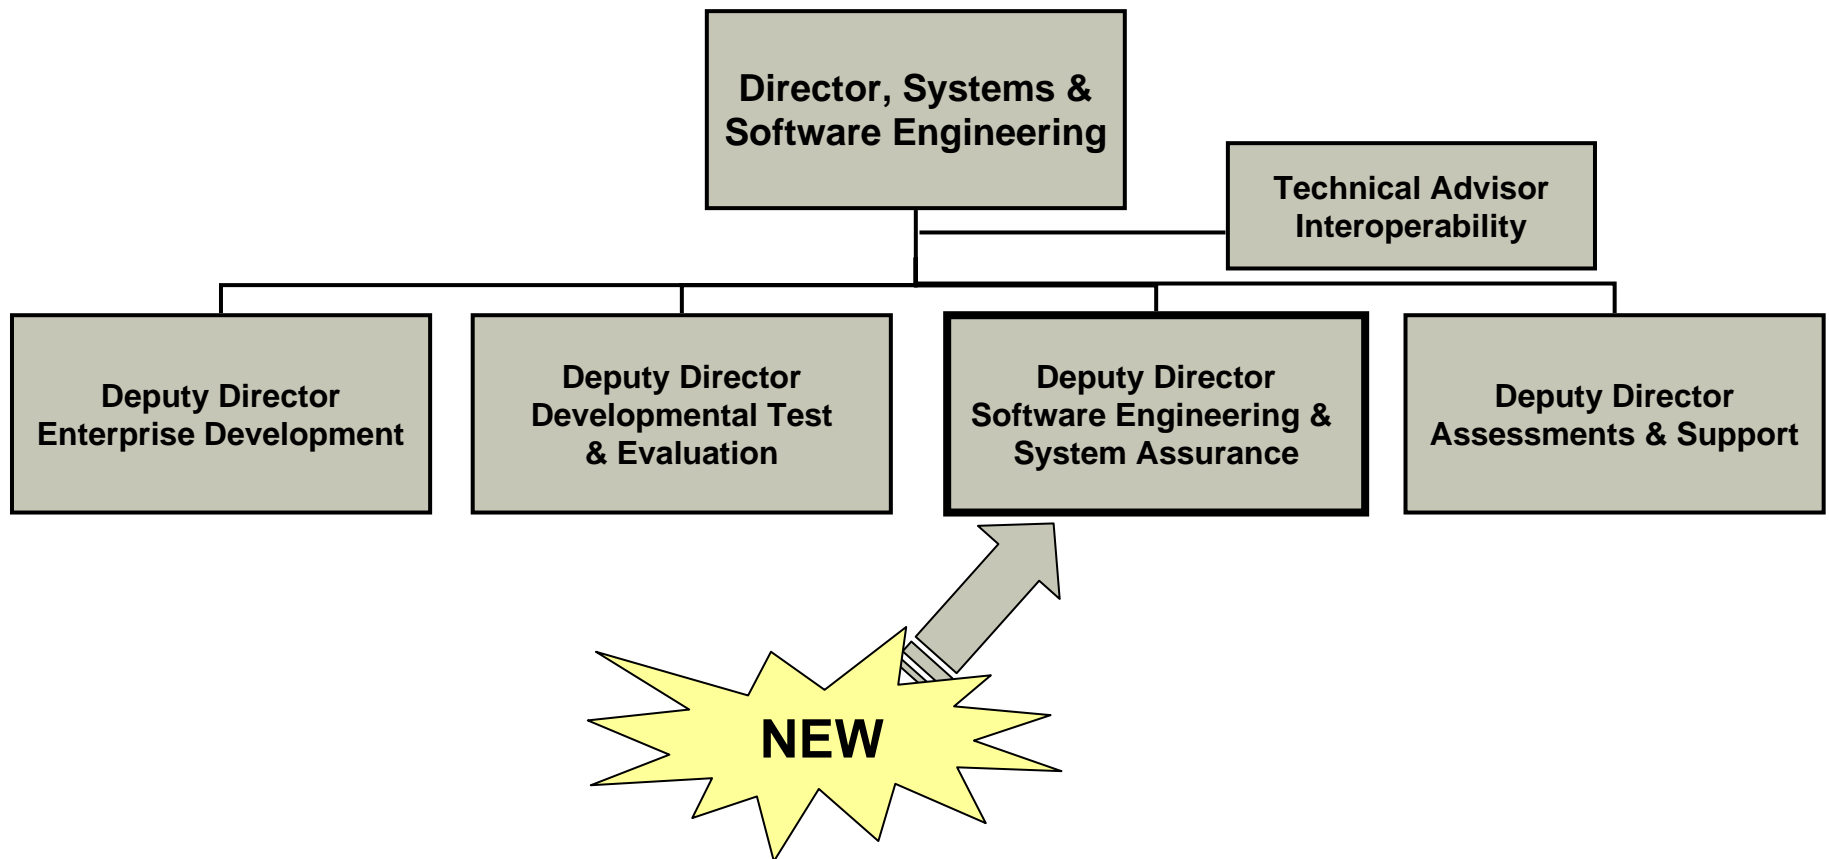 Director, Systems &
Software Engineering
Technical Advisor
Interoperability
Deputy Director
Enterprise Development
Deputy Director
Developmental Test
& Evaluation
Deputy Director
Software Engineering &
System Assurance
Deputy Director
Assessments & Support
NEW